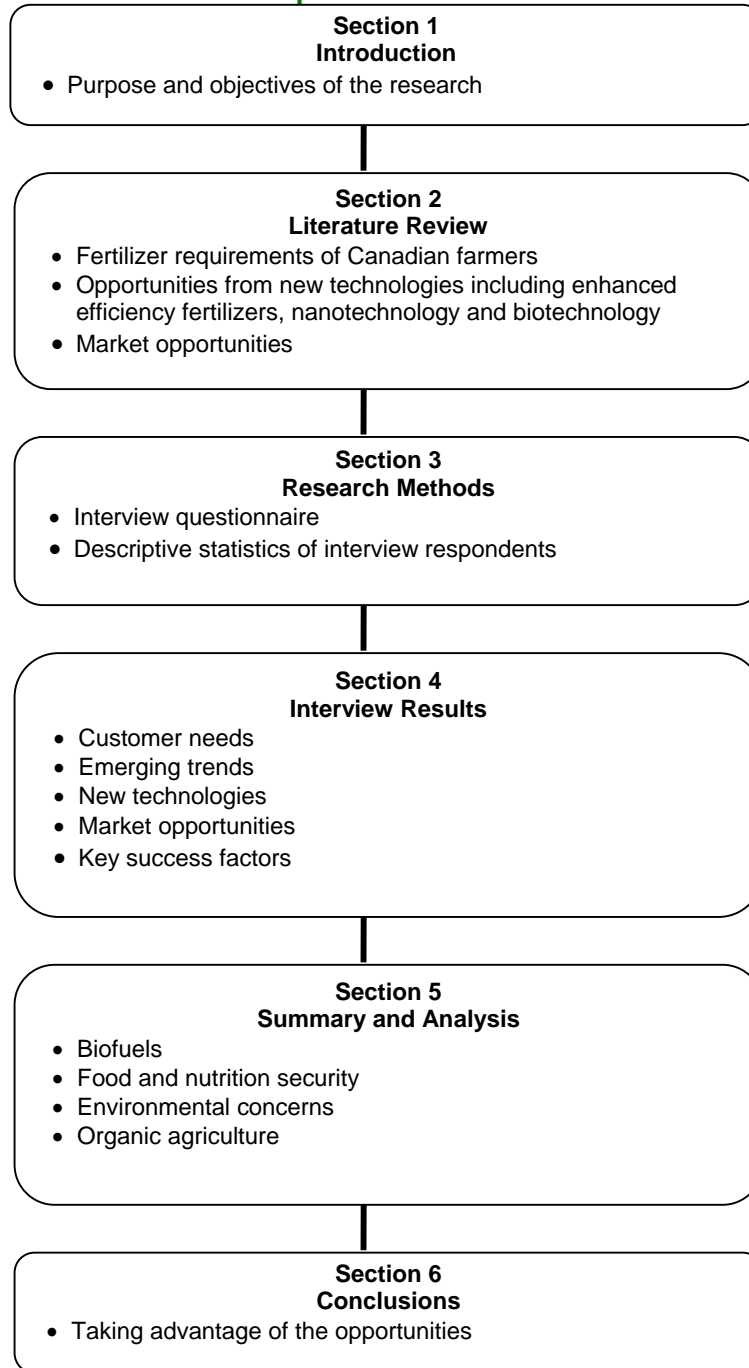 Section 1
Introduction
• Purpose and objectives of the research
Section 2
Literature Review
• Fertilizer requirements of Canadian farmers
• Opportunities from new technologies including enhanced
efficiency fertilizers, nanotechnology and biotechnology
• Market opportunities
Section 3
Research Methods
• Interview questionnaire
• Descriptive statistics of interview respondents
Section 4
Interview Results
• Customer needs
• Emerging trends
• New technologies
• Market opportunities
• Key success factors
Section 5
Summary and Analysis
• Biofuels
• Food and nutrition security
• Environmental concerns
• Organic agriculture
Section 6
Conclusions
• Taking advantage of the opportunities